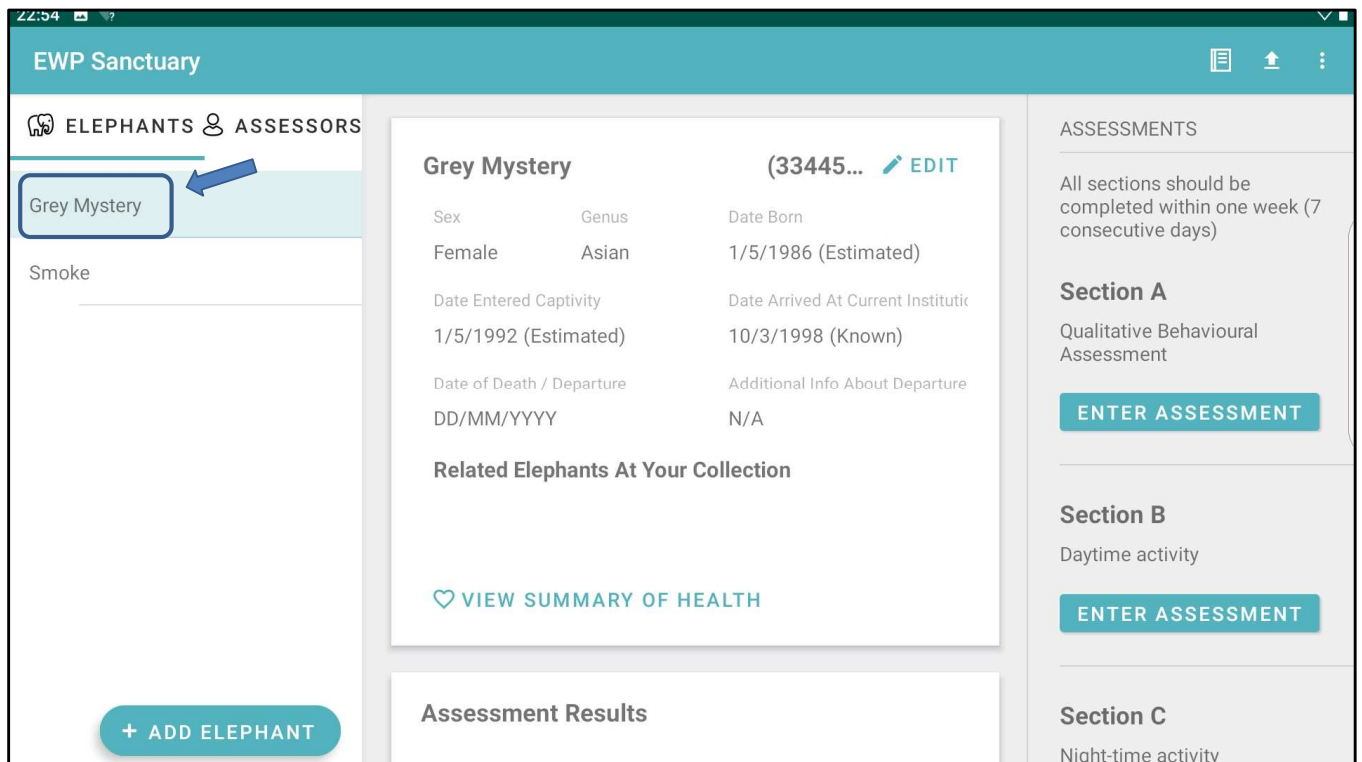 22:54
EWP Sanctuary
ELEPHANTS ASSESSORS
Grey Mystery
Smoke
+ ADD ELEPHANT
Grey Mystery (33445... EDIT
Sex Genus Date Born
Female Asian 1/5/1986 (Estimated)
Date Entered Captivity Date Arrived At Current Institutic
1/5/1992 (Estimated) 10/3/1998 (Known)
Date of Death / Departure Additional Info About Departure
DD/MM/YYYY N/A
Related Elephants At Your Collection
VIEW SUMMARY OF HEALTH
Assessment Results
ASSESSMENTS
All sections should be
completed within one week (7
consecutive days)
Section A
Qualitative Behavioural
Assessment
ENTER ASSESSMENT
Section B
Daytime activity
ENTER ASSESSMENT
Section C
Night-time activity